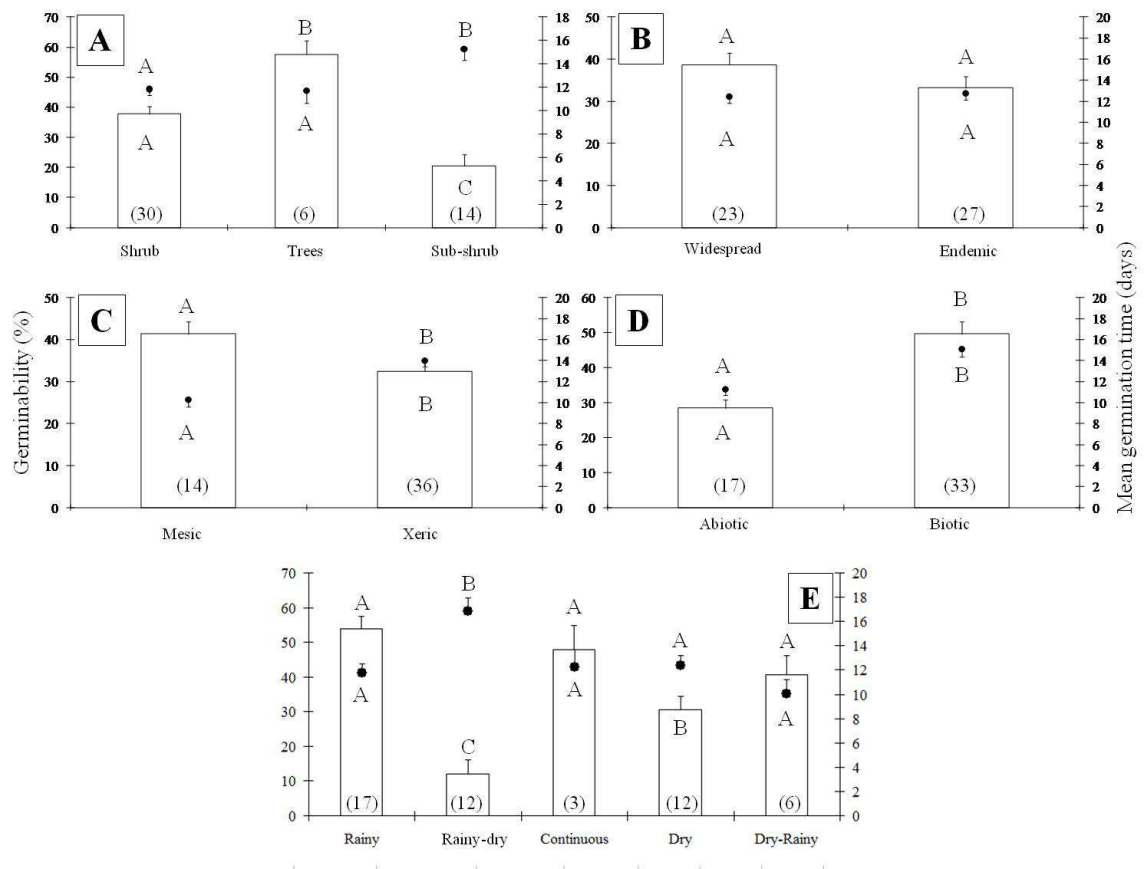 A
70 60 50 40 30 20 10 0
A B B
A A C
(30) (6) (14)
18 16 14 12 10 8 6 4 2 0
Shrub Trees Sub-shrub
B
50 40 30 20 10 0
A A
A A
(23) (27)
20 18 16 14 12 10 8 6 4 2 0
Widespread Endemic
C
50 40 30 20 10 0
A B
A B
(14) (36)
20 18 16 14 12 10 8 6 4 2 0
Mesic Xeric
D
60 50 40 30 20 10 0
A B
A B
(17) (33)
20 18 16 14 12 10 8 6 4 2 0
Abiotic Biotic
Germinability (%)
Mean germination time (days)
E
70 60 50 40 30 20 10 0
A B A A A
A C A B A
(17) (12) (3) (12) (6)
20 18 16 14 12 10 8 6 4 2 0
Rainy Rainy-dry Continuous Dry Dry-Rainy